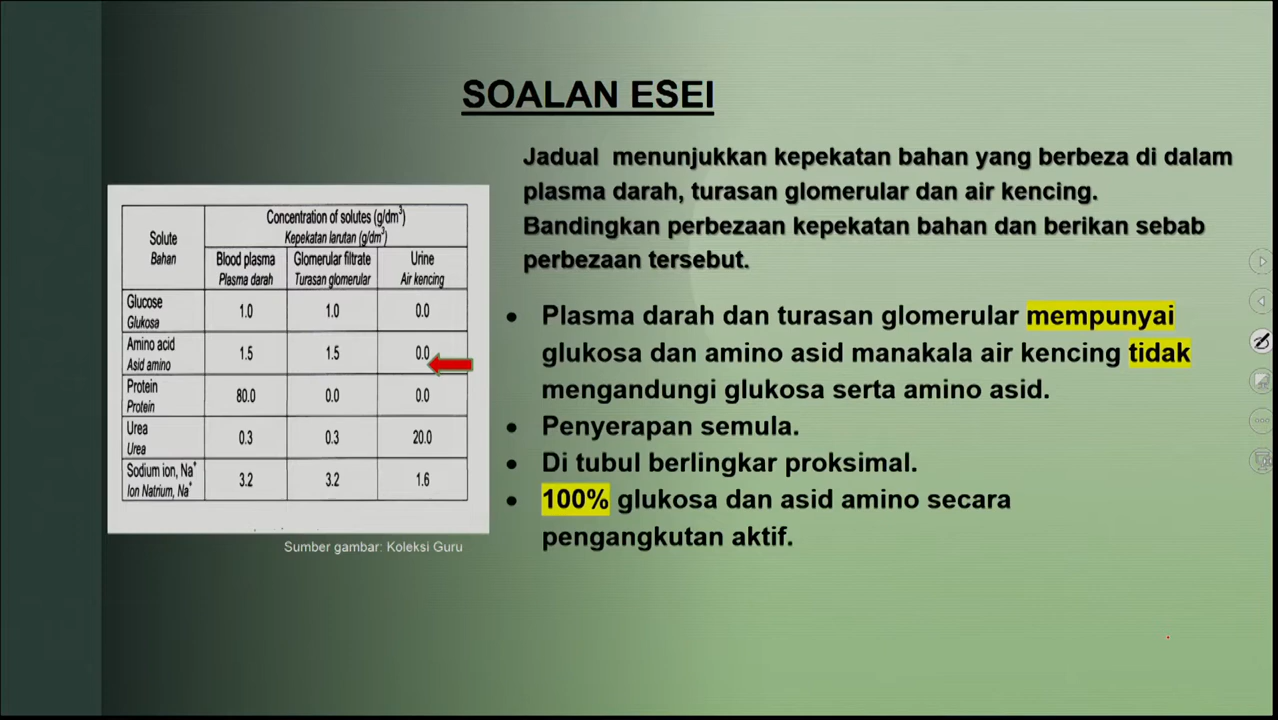 SOALAN ESEI
Jadual menunjukkan kepekatan bahan yang berbeza di dalam
plasma darah, turasan glomerular dan air kencing.
Bandingkan perbezaan kepekatan bahan dan berikan sebab
perbezaan tersebut.
Solute
Bahan
Concentration of solutes (g/dm³)
Kepekatan larutan (g/dm³)
Blood plasma
Plasma darah
Glomerular filtrate
Turasan glomerular
Urine
Air kencing
Glucose
Glukosa
1.0 1.0 0.0
Amino acid
Asid amino
1.5 1.5 0.0
Protein
Protein
80.0 0.0 0.0
Urea
Urea
0.3 0.3 20.0
Sodium ion, Na⁺
Ion Natrium, Na⁺
3.2 3.2 1.6
Sumber gambar: Koleksi Guru
• Plasma darah dan turasan glomerular mempunyai
glukosa dan amino asid manakala air kencing tidak
mengandungi glukosa serta amino asid.
• Penyerapan semula.
• Di tubul berlingkar proksimal.
• 100% glukosa dan asid amino secara
pengangkutan aktif.